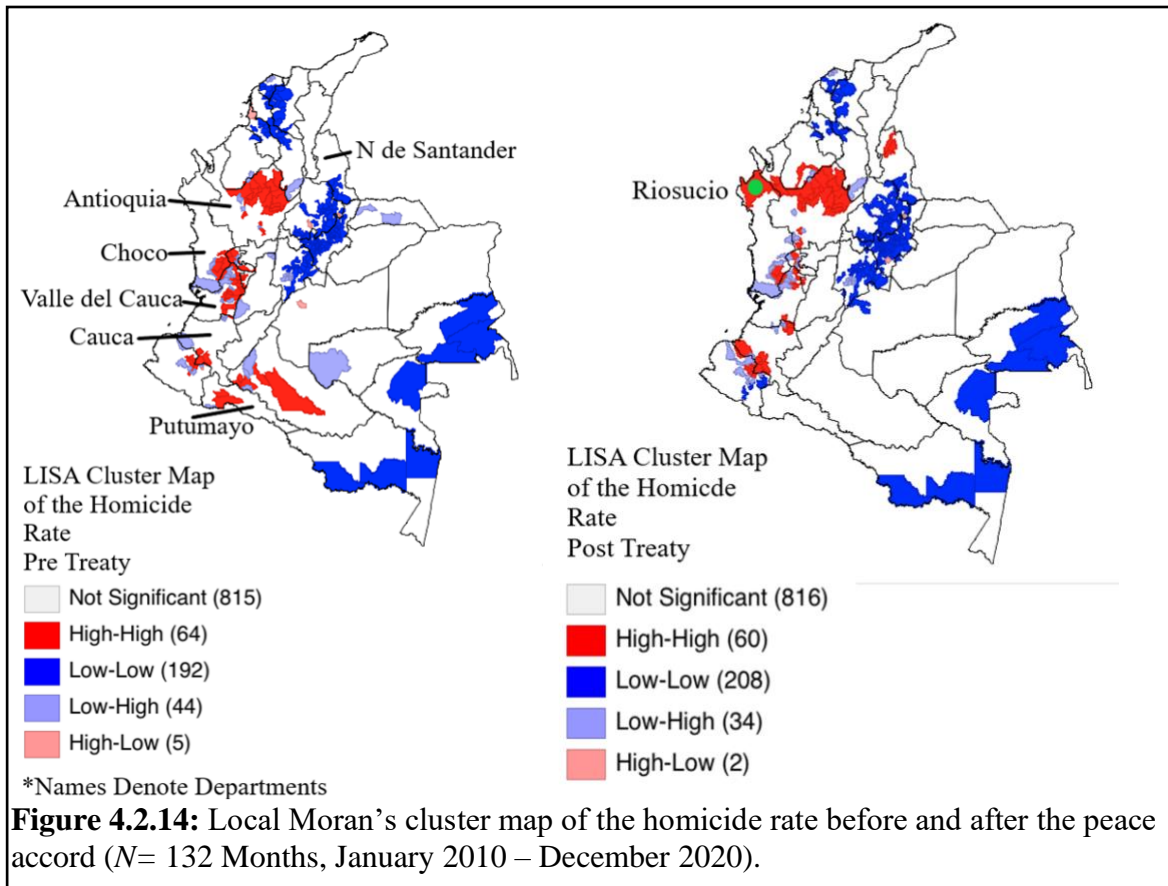 N de Santander
Antioquia
Choco
Valle del Cauca
Cauca
Putumayo
LISA Cluster Map
of the Homicide
Rate
Pre Treaty
Not Significant (815)
High-High (64)
Low-Low (192)
Low-High (44)
High-Low (5)
*Names Denote Departments
Riosucio
LISA Cluster Map
of the Homicde
Rate
Post Treaty
Not Significant (816)
High-High (60)
Low-Low (208)
Low-High (34)
High-Low (2)
Figure 4.2.14: Local Moran’s cluster map of the homicide rate before and after the peace
accord (N= 132 Months, January 2010 – December 2020).